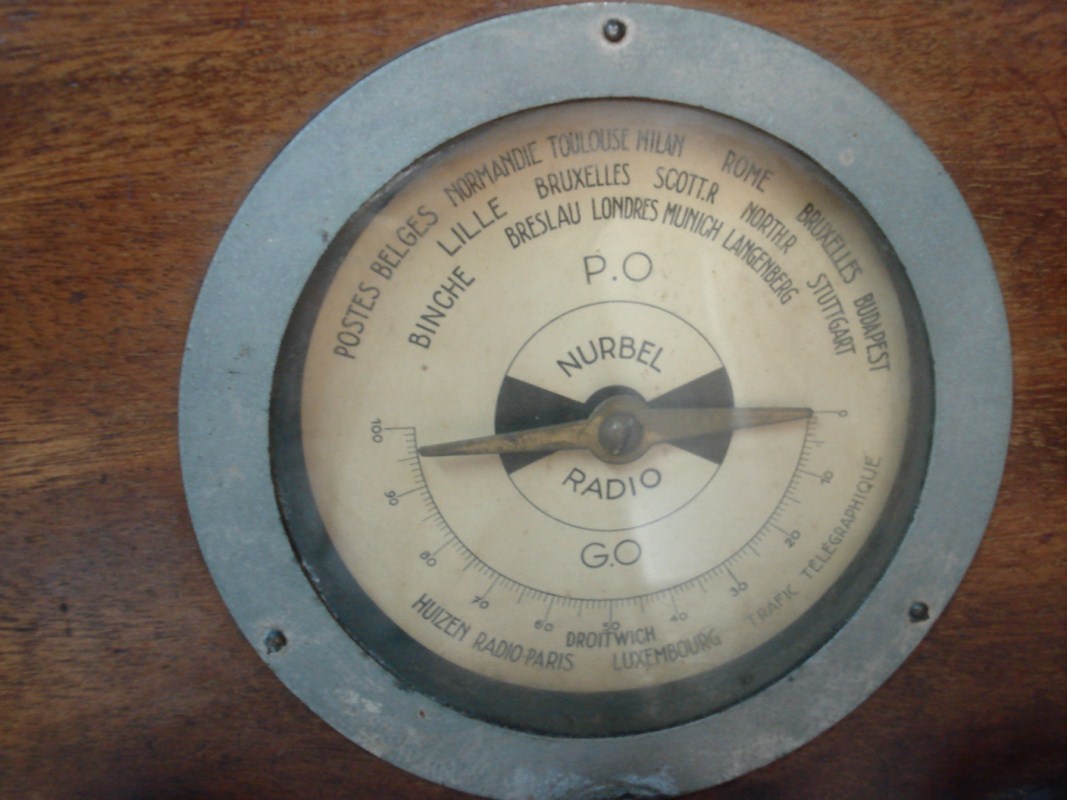 POSTES BELGES NORMANDIE TOULOUSE MILAN ROME BRUXELLES BUDAPEST
LILLE BRUXELLES SCOTT.R NORTH.R STUTTGART
BINCHE BRESLAU LONDRES MUNICH LANGENBERG
P.O
NURBEL
RADIO
G.O
100 90 80 70 60 50 40 30 20 10 0
DROITWICH
HUIZEN RADIO-PARIS LUXEMBOURG TRAFIC TELEGRAPHIQUE